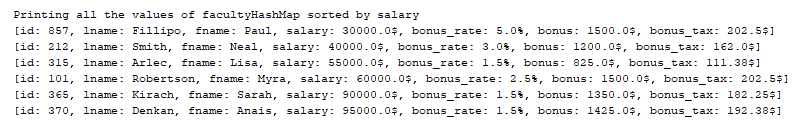 Printing all the values of facultyHashMap sorted by salary
[id: 857, lname: Fillipo, fname: Paul, salary: 30000.0$, bonus_rate: 5.0%, bonus: 1500.0$, bonus_tax: 202.5$]
[id: 212, lname: Smith, fname: Neal, salary: 40000.0$, bonus_rate: 3.0%, bonus: 1200.0$, bonus_tax: 162.0$]
[id: 315, lname: Arlec, fname: Lisa, salary: 55000.0$, bonus_rate: 1.5%, bonus: 825.0$, bonus_tax: 111.38$]
[id: 101, lname: Robertson, fname: Myra, salary: 60000.0$, bonus_rate: 2.5%, bonus: 1500.0$, bonus_tax: 202.5$]
[id: 365, lname: Kirach, fname: Sarah, salary: 90000.0$, bonus_rate: 1.5%, bonus: 1350.0$, bonus_tax: 182.25$]
[id: 370, lname: Denkan, fname: Anais, salary: 95000.0$, bonus_rate: 1.5%, bonus: 1425.0$, bonus_tax: 192.38$]